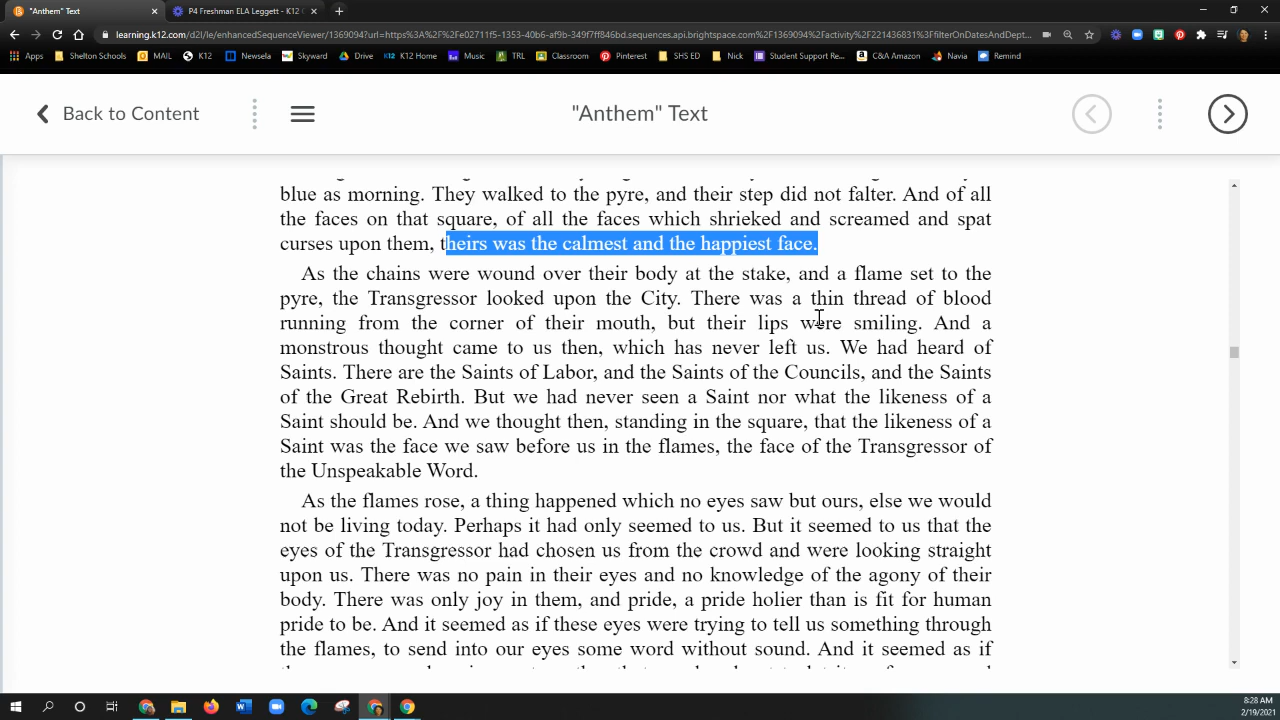 "Anthem" Text
P4 Freshman ELA Leggett - K12
learning.k12.com/d2l/le/enhancedSequenceViewer/1369094?url=https%3A%2F%2Fe02711f5-1353-40b6-af9b-349f7ff846bd.sequences.api.brightspace.com%2F1369094%2Factivity%2F221436831%3FfilterOnDatesAndDept...
Apps Shelton Schools MAIL K12 Newsela Skyward Drive K12 Home Music TRL Classroom Pinterest SHS ED Nick Student Support Re... C&A Amazon Navia Remind
Back to Content
"Anthem" Text
blue as morning. They walked to the pyre, and their step did not falter. And of all
the faces on that square, of all the faces which shrieked and screamed and spat
curses upon them, theirs was the calmest and the happiest face.
As the chains were wound over their body at the stake, and a flame set to the
pyre, the Transgressor looked upon the City. There was a thin thread of blood
running from the corner of their mouth, but their lips were smiling. And a
monstrous thought came to us then, which has never left us. We had heard of
Saints. There are the Saints of Labor, and the Saints of the Councils, and the Saints
of the Great Rebirth. But we had never seen a Saint nor what the likeness of a
Saint should be. And we thought then, standing in the square, that the likeness of a
Saint was the face we saw before us in the flames, the face of the Transgressor of
the Unspeakable Word.
As the flames rose, a thing happened which no eyes saw but ours, else we would
not be living today. Perhaps it had only seemed to us. But it seemed to us that the
eyes of the Transgressor had chosen us from the crowd and were looking straight
upon us. There was no pain in their eyes and no knowledge of the agony of their
body. There was only joy in them, and pride, a pride holier than is fit for human
pride to be. And it seemed as if these eyes were trying to tell us something through
the flames, to send into our eyes some word without sound. And it seemed as if
8:28 AM
2/19/2021